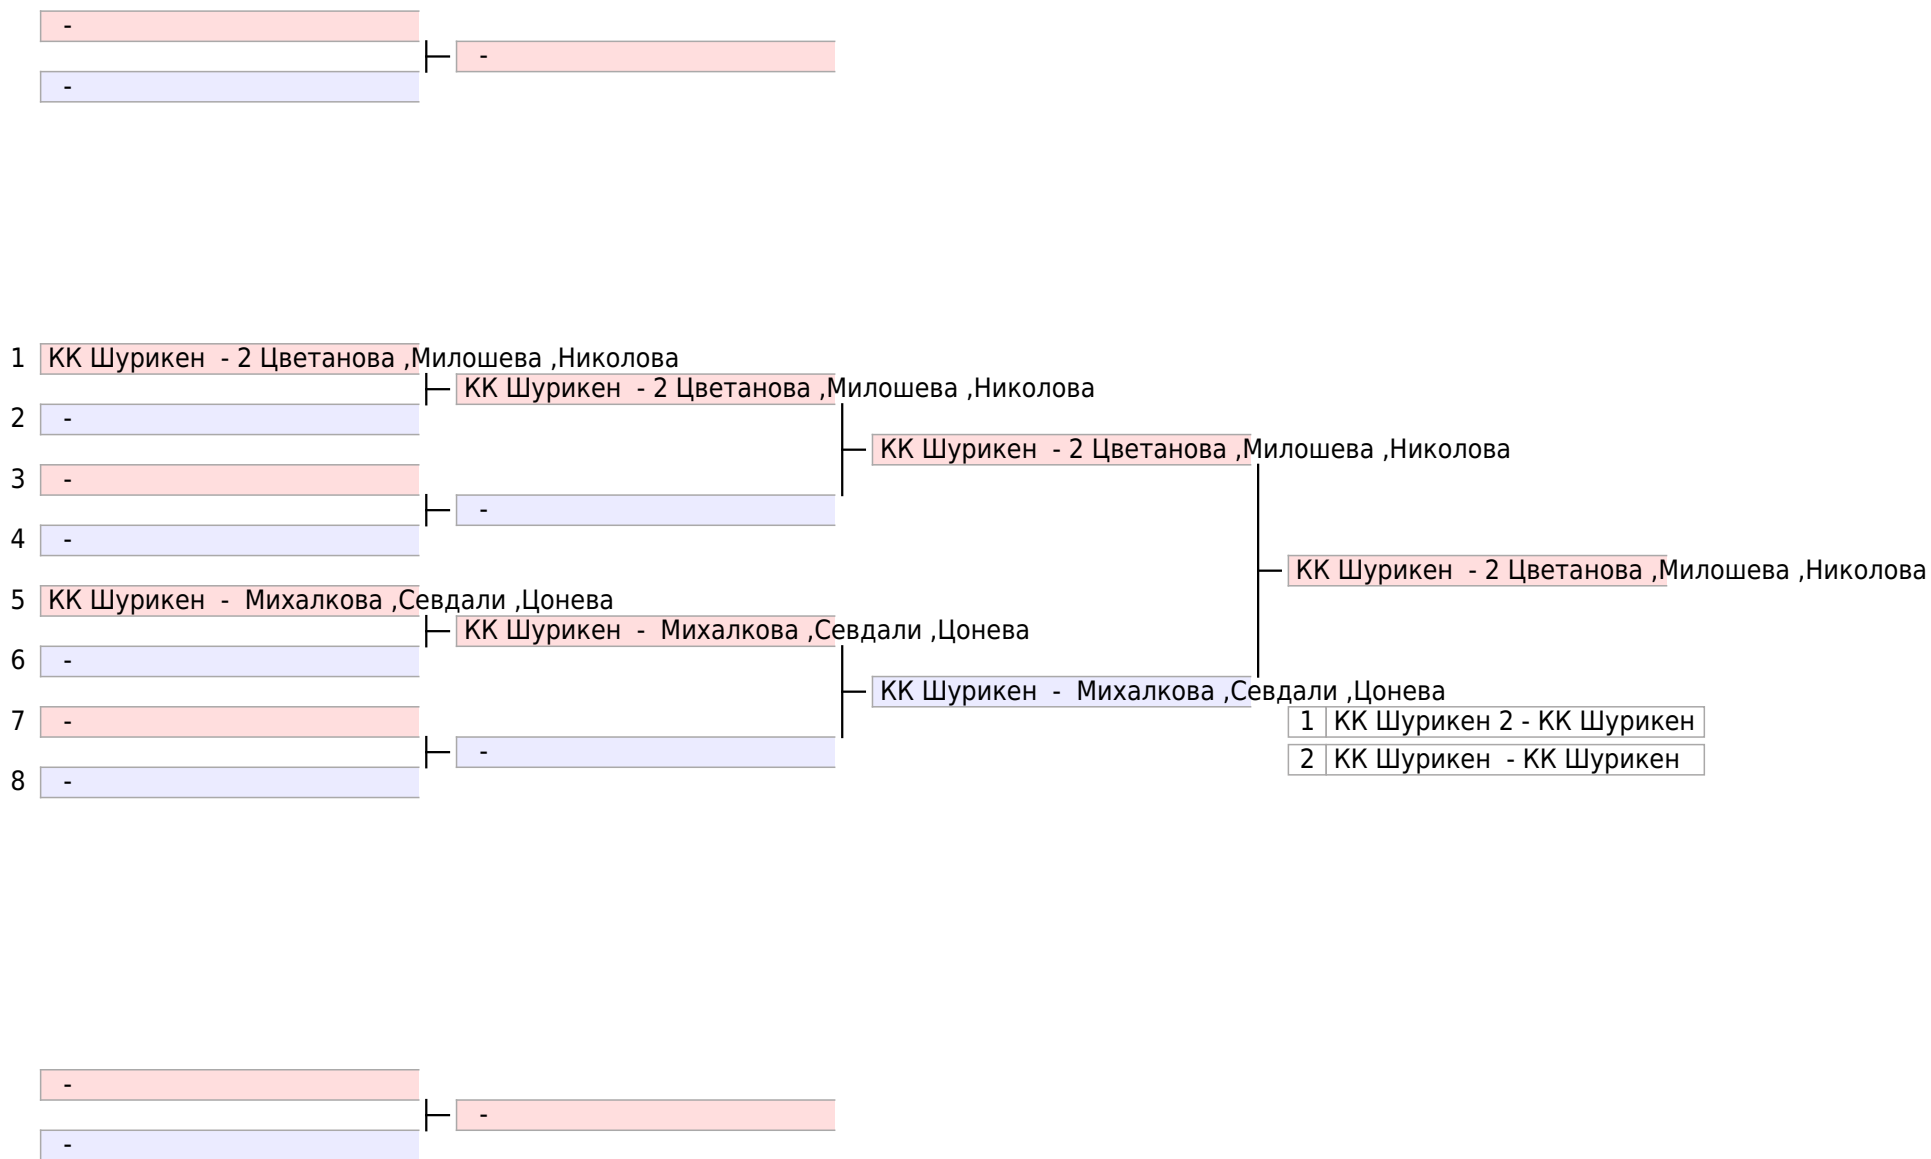 -
-
-
1 КК Шурикен - 2 Цветанова ,Милошева ,Николова
КК Шурикен - 2 Цветанова ,Милошева ,Николова
2 -
КК Шурикен - 2 Цветанова ,Милошева ,Николова
3 -
-
4 -
КК Шурикен - 2 Цветанова ,Милошева ,Николова
5 КК Шурикен - Михалкова ,Севдали ,Цонева
КК Шурикен - Михалкова ,Севдали ,Цонева
6 -
КК Шурикен - Михалкова ,Севдали ,Цонева
7 -
1 КК Шурикен 2 - КК Шурикен
-
2 КК Шурикен - КК Шурикен
8 -
-
-
-